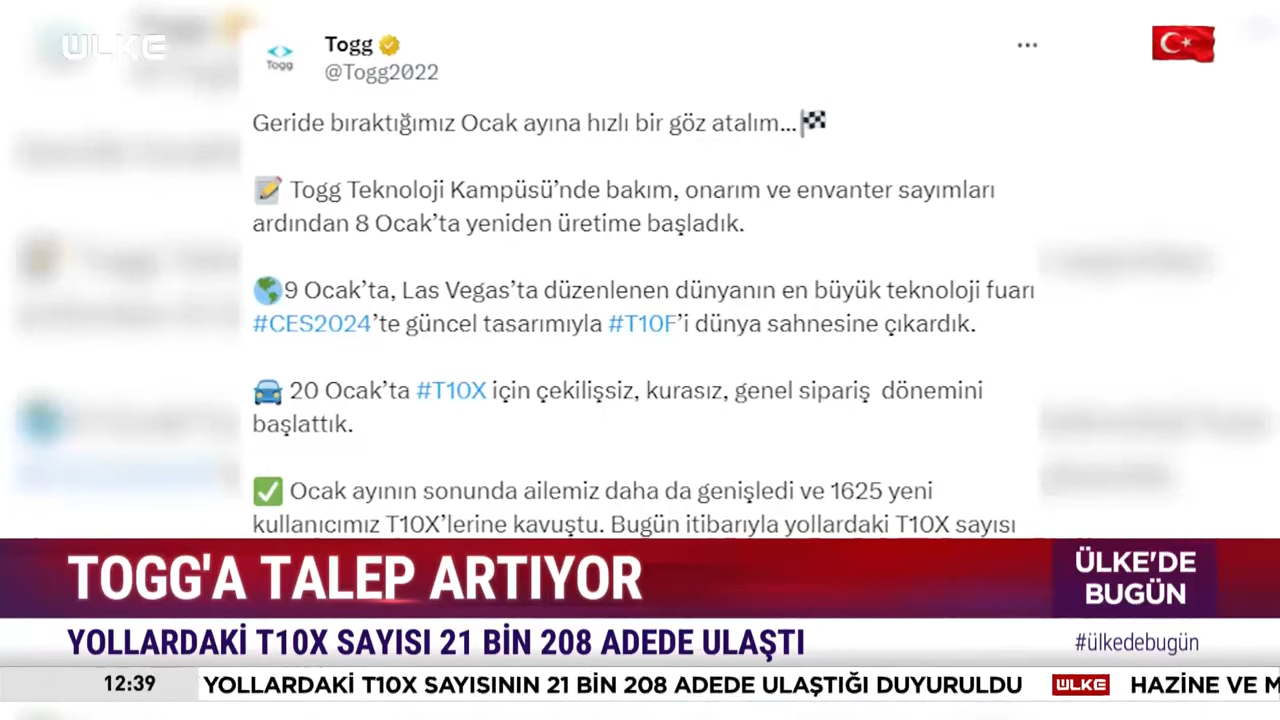 ÜLKE
Togg
@Togg2022
Togg
Geride bıraktığımız Ocak ayına hızlı bir göz atalım...
Togg Teknoloji Kampüsü’nde bakım, onarım ve envanter sayımları
ardından 8 Ocak’ta yeniden üretime başladık.
9 Ocak’ta, Las Vegas’ta düzenlenen dünyanın en büyük teknoloji fuarı
#CES2024’te güncel tasarımıyla #T10F’i dünya sahnesine çıkardık.
20 Ocak’ta #T10X için çekilişsiz, kurasız, genel sipariş dönemini
başlattık.
Ocak ayının sonunda ailemiz daha da genişledi ve 1625 yeni
kullanıcımız T10X’lerine kavuştu. Bugün itibarıyla yollardaki T10X sayısı
TOGG'A TALEP ARTIYOR
ÜLKE'DE
BUGÜN
YOLLARDAKİ T10X SAYISI 21 BİN 208 ADEDE ULAŞTI
#ülkedebugün
12:39 YOLLARDAKİ T10X SAYISININ 21 BİN 208 ADEDE ULAŞTIĞI DUYURULDU ÜLKE HAZİNE VE M